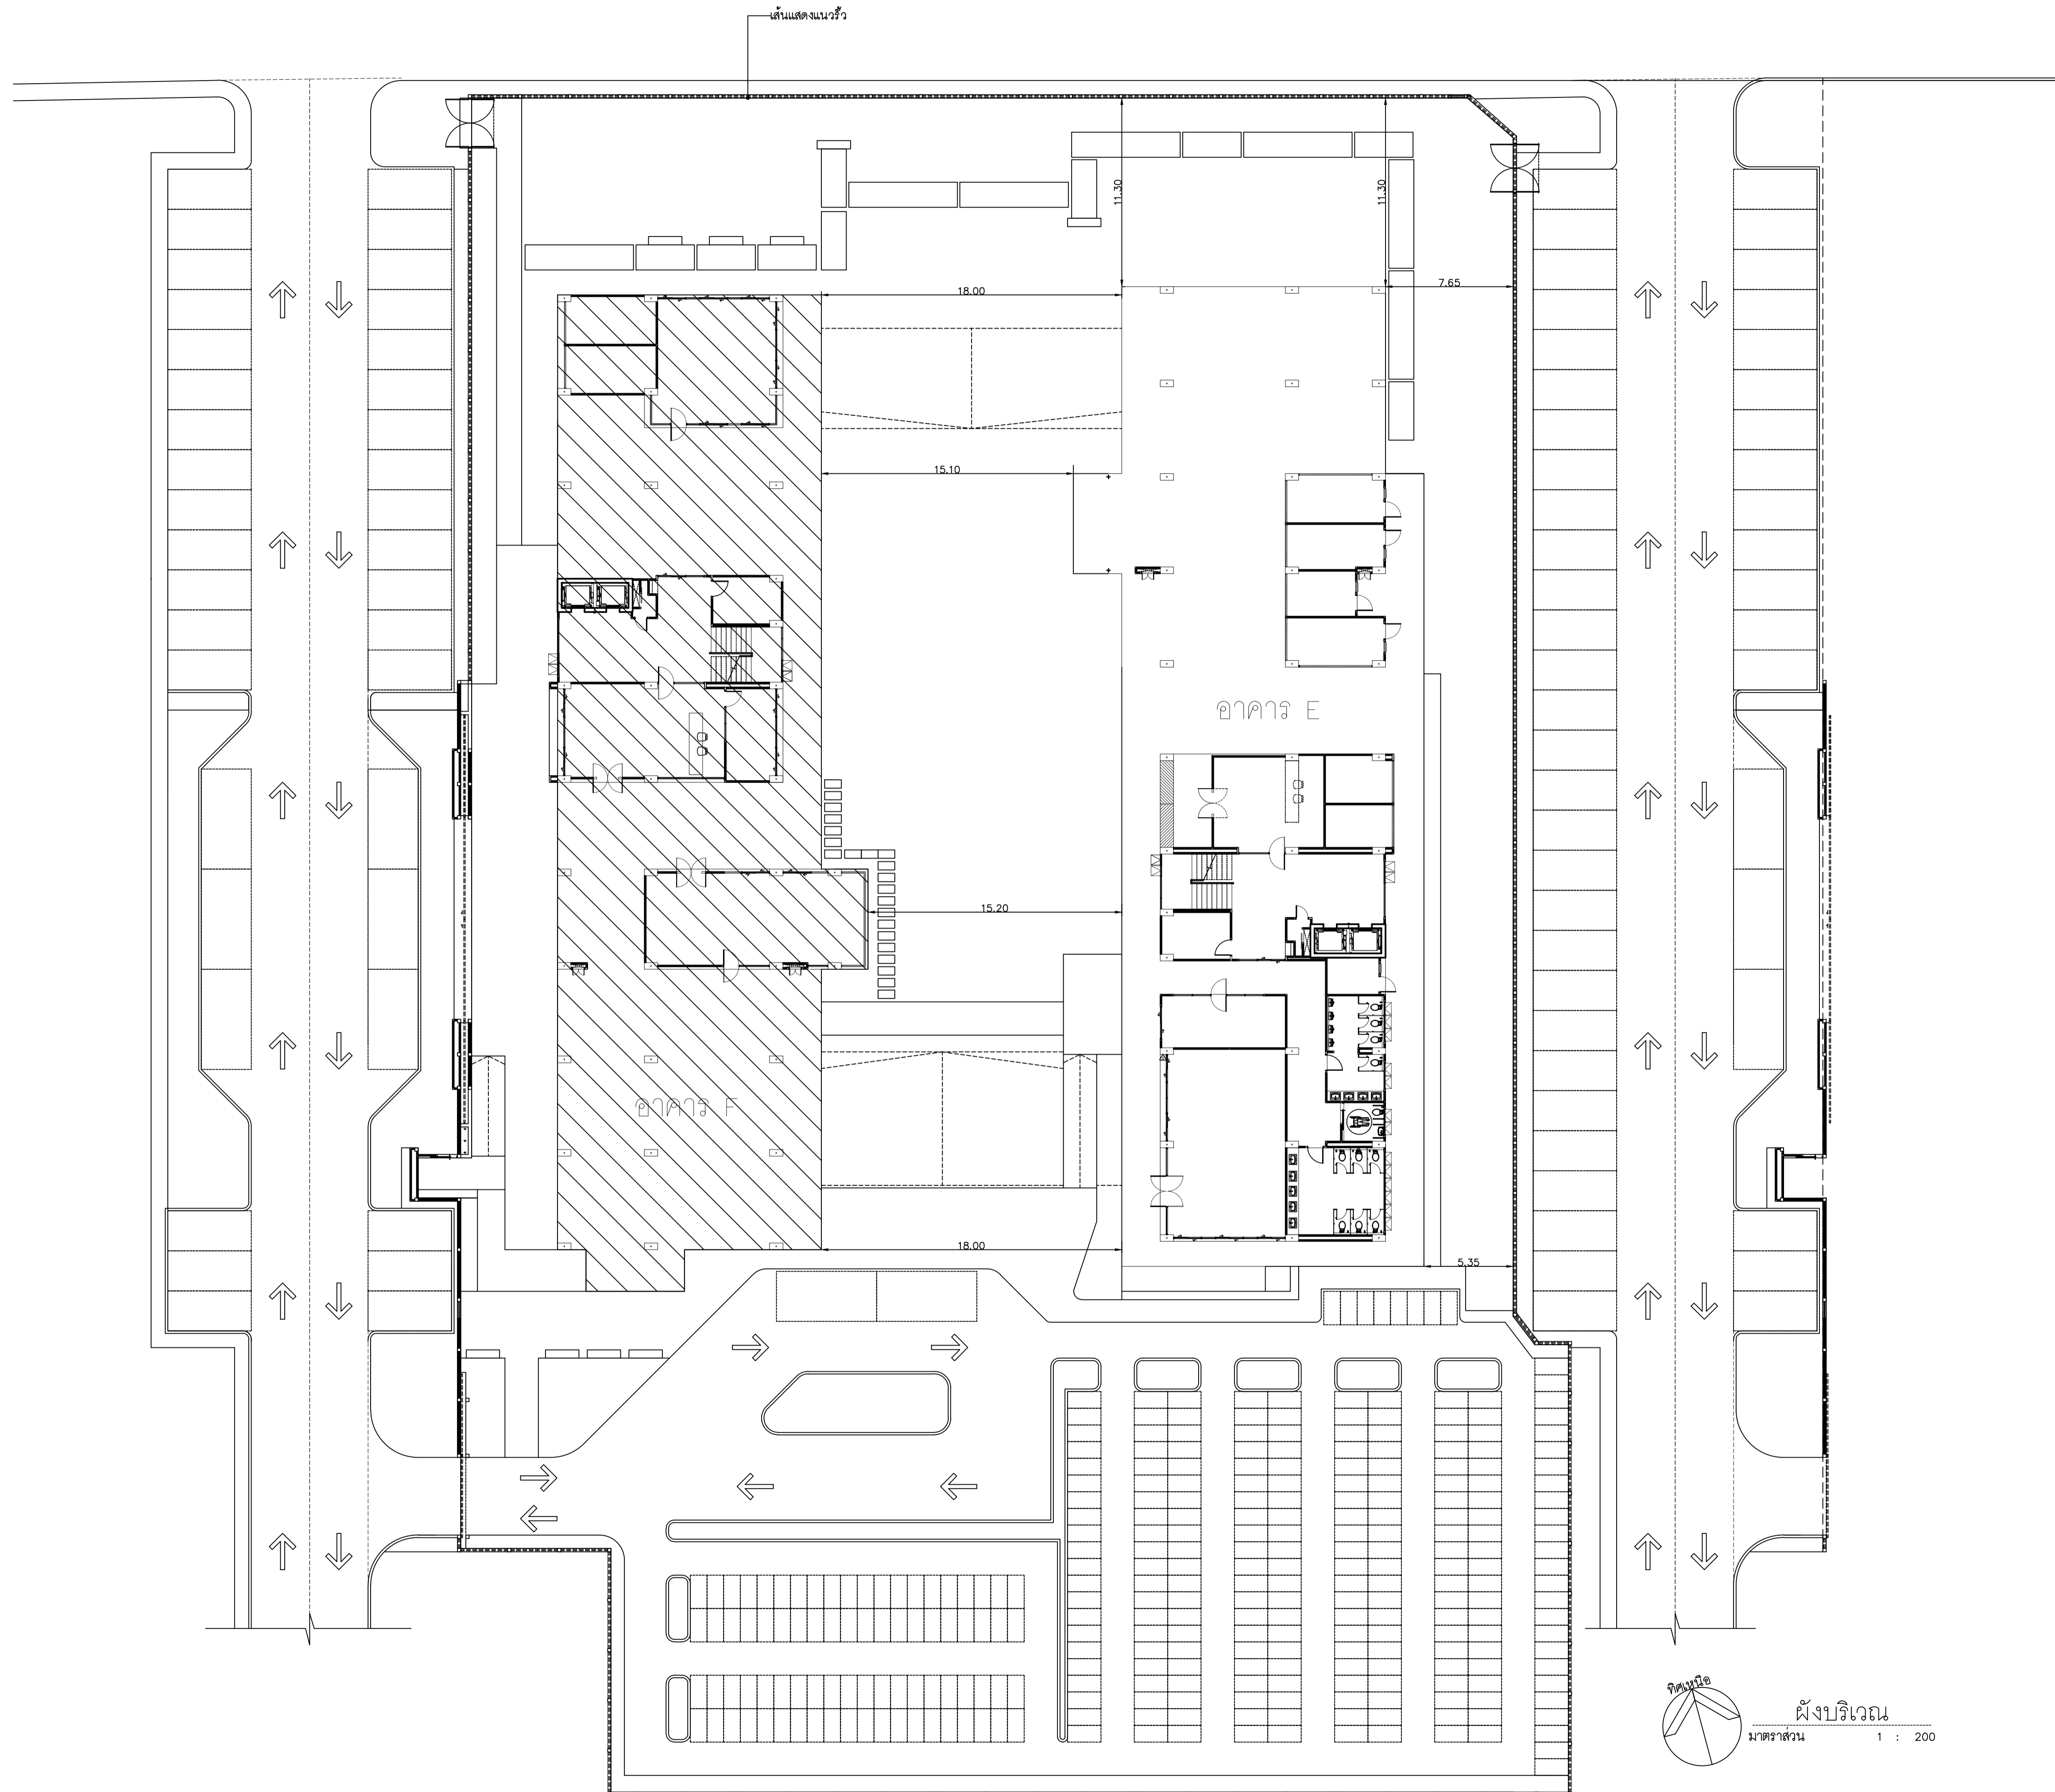 เส้นแสดงแนวรั้ว
11.30
11.30
18.00
7.65
15.10
อาคาร E
15.20
อาคาร F
18.00
5.35
ทิศเหนือ
ผังบริเวณ
มาตราส่วน 1 : 200